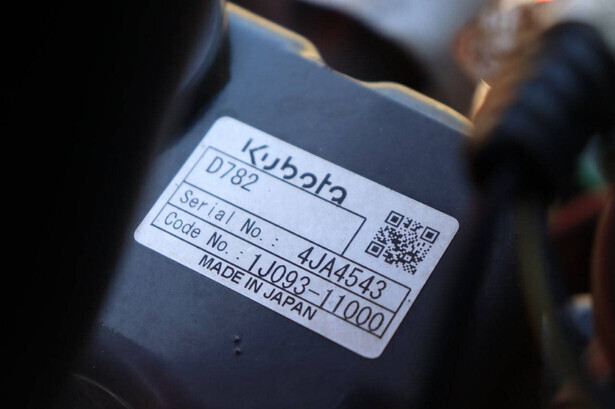 Kubota
D782
Serial No.: 4JA4543
Code No.: 1J093-11000
MADE IN JAPAN